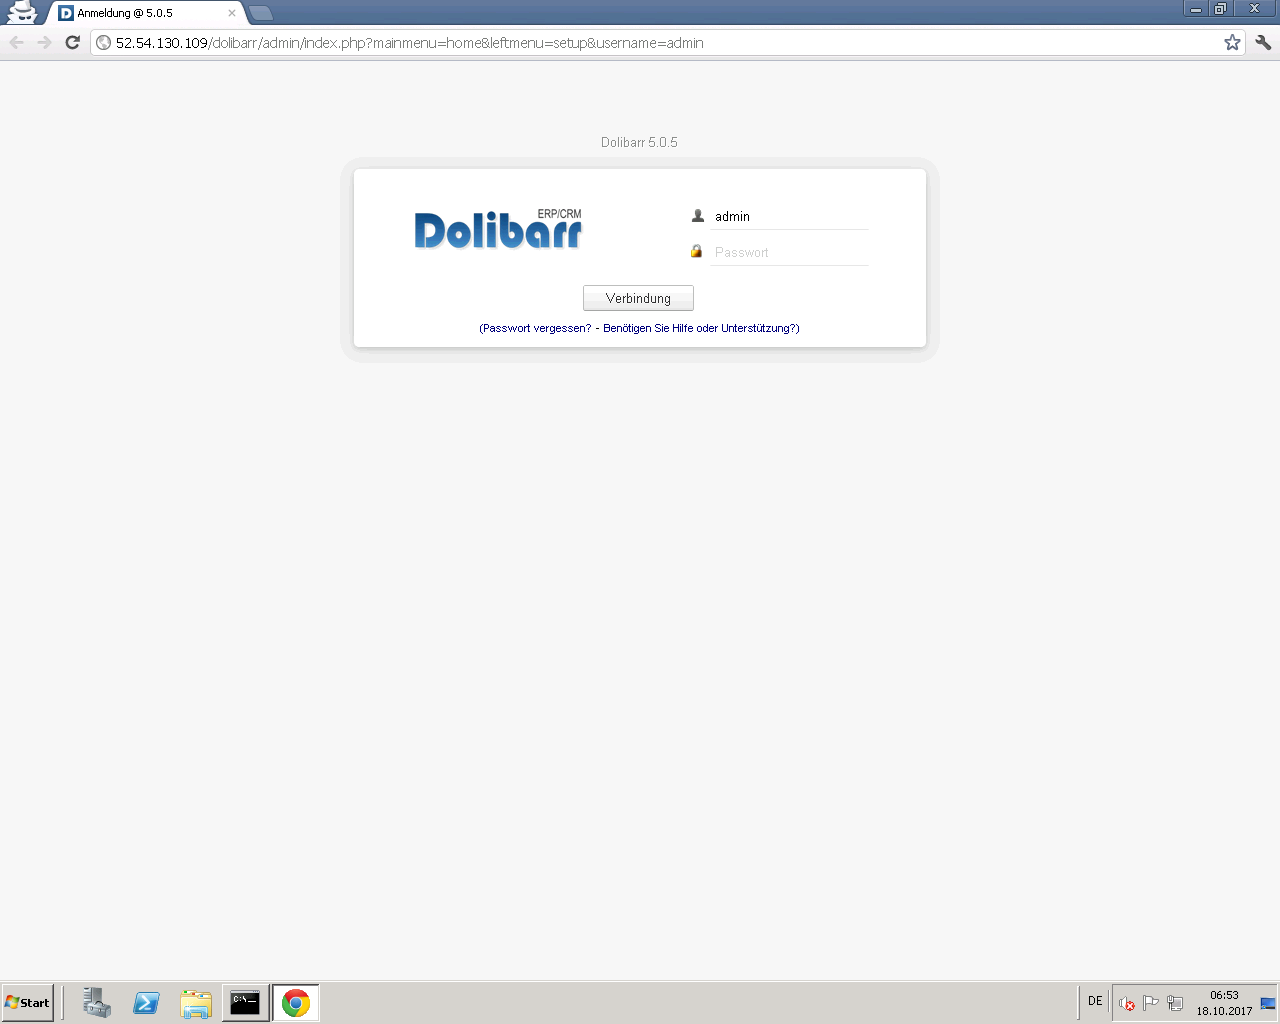 Anmeldung @ 5.0.5
52.54.130.109/dolibarr/admin/index.php?mainmenu=home&leftmenu=setup&username=admin
Dolibarr 5.0.5
ERP/CRM
Dolibarr
admin
Passwort
Verbindung
(Passwort vergessen? - Benötigen Sie Hilfe oder Unterstützung?)
Start
C:\
DE
06:53
18.10.2017